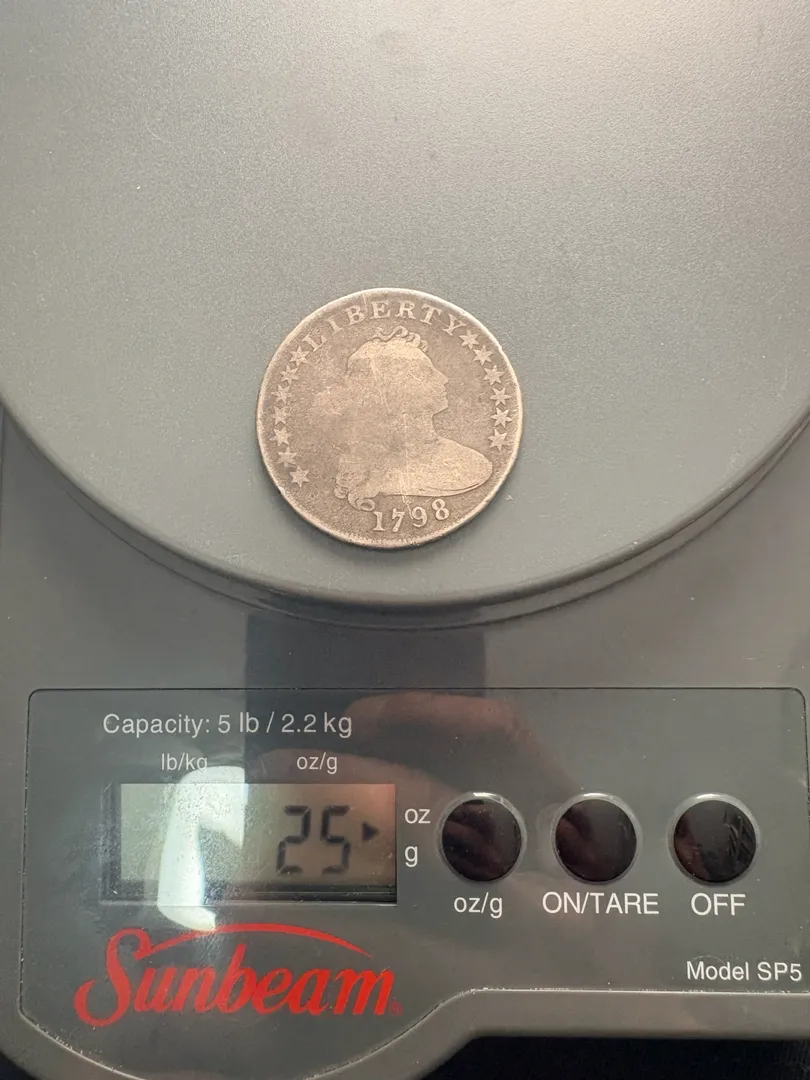 LIBERTY
1798
Capacity: 5 lb / 2.2 kg
lb/kg oz/g
25
oz
g
oz/g ON/TARE OFF
Sunbeam®
Model SP5